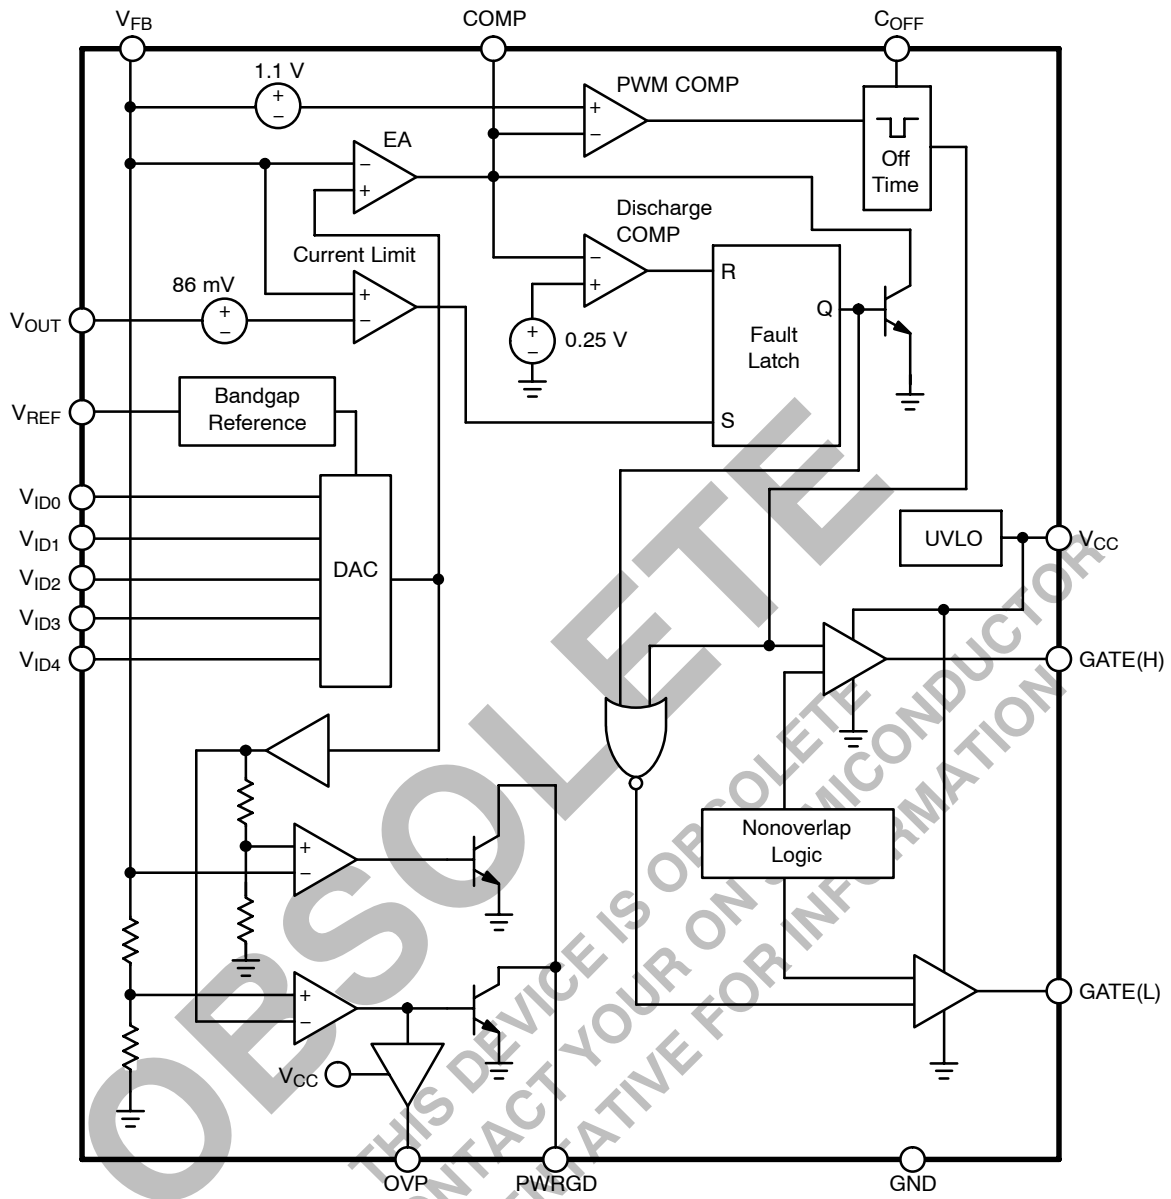 VFB
COMP
COFF
1.1 V
PWM COMP
+
−
+
−
EA
−
+
Off
Time
Discharge
COMP
Current Limit
−
+
R
86 mV
+
−
VOUT
+
−
+
−
0.25 V
Q
Fault
Latch
S
VREF
Bandgap
Reference
VID0
VID1
VID2
VID3
VID4
DAC
UVLO
VCC
GATE(H)
Nonoverlap
Logic
+
−
+
−
GATE(L)
VCC
OVP
PWRGD
GND
OBSOLETE
THIS DEVICE IS OBSOLETE
CONTACT YOUR ON SEMICONDUCTOR
ENTATIVE FOR INFORMATION